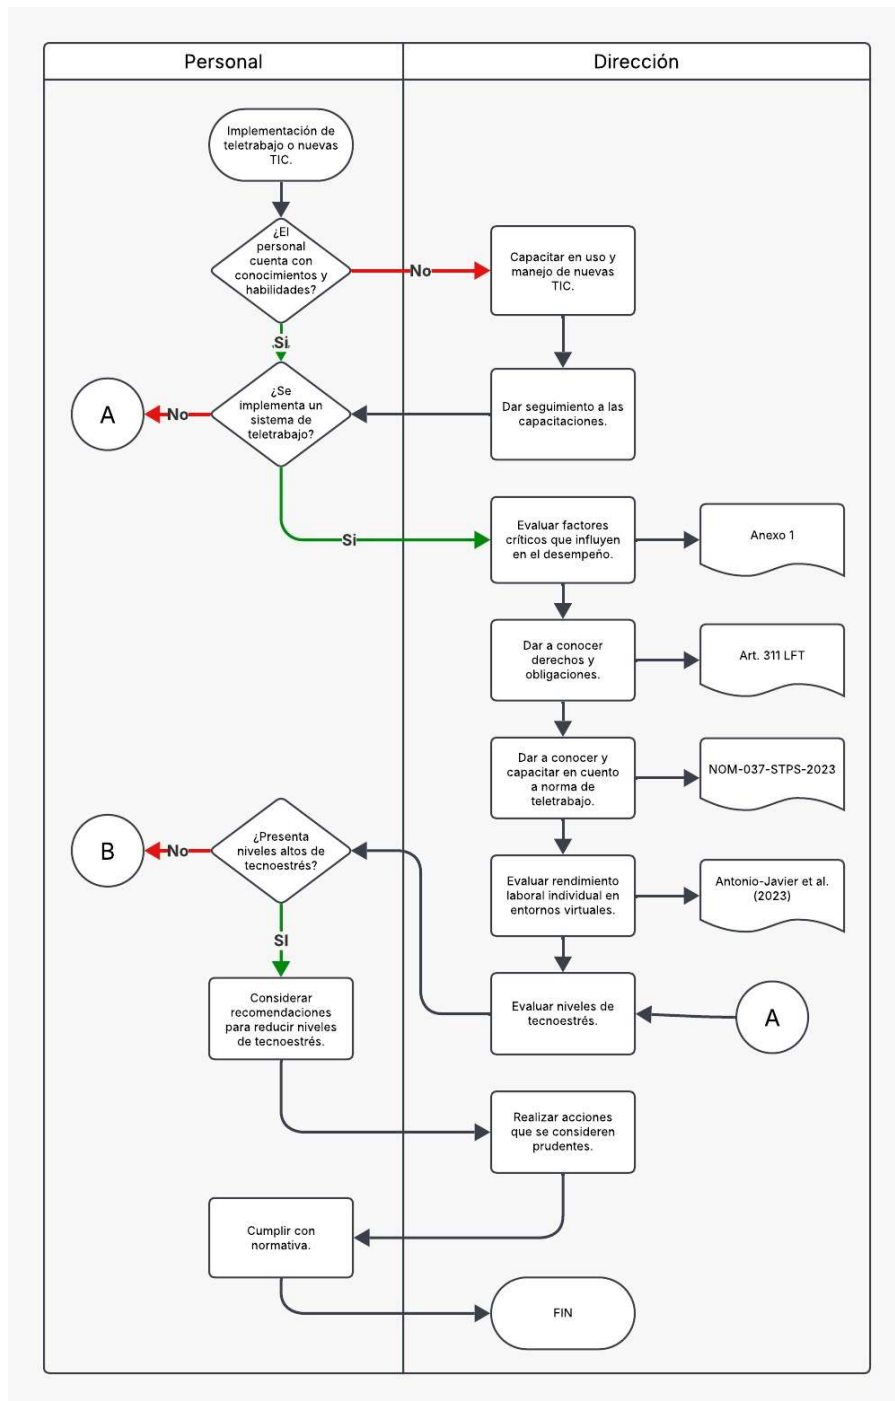 Personal
Dirección
Implementación de
teletrabajo o nuevas
TIC.
¿El
personal
cuenta con
conocimientos y
habilidades?
No
Capacitar en uso y
manejo de nuevas
TIC.
Si
A
No
¿Se
implementa un
sistema de
teletrabajo?
Dar seguimiento a las
capacitaciones.
Si
Evaluar factores
críticos que influyen
en el desempeño.
Anexo 1
Dar a conocer
derechos y
obligaciones.
Art. 311 LFT
Dar a conocer y
capacitar en cuento
a norma de
teletrabajo.
NOM-037-STPS-2023
B
No
¿Presenta
niveles altos de
tecnoestrés?
Evaluar rendimiento
laboral individual en
entornos virtuales.
Antonio-Javier et al.
(2023)
SI
Considerar
recomendaciones
para reducir niveles
de tecnoestrés.
Evaluar niveles de
tecnoestrés.
A
Realizar acciones
que se consideren
prudentes.
Cumplir con
normativa.
FIN